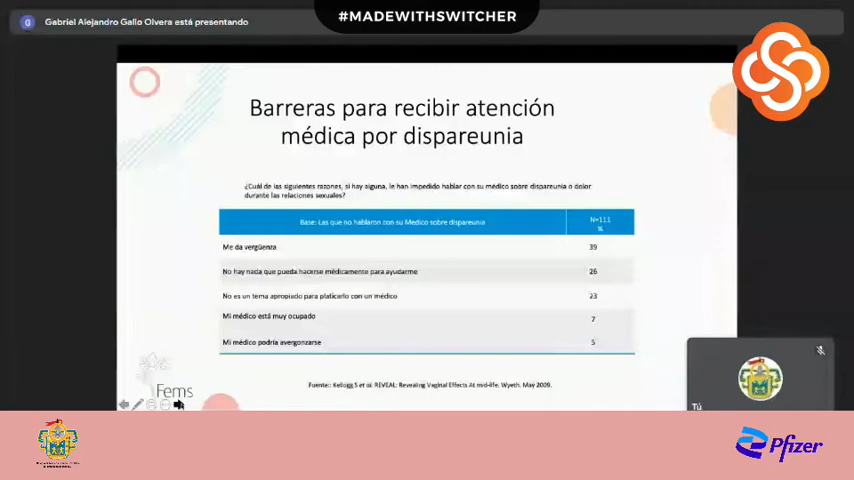 #MADEWITHSWITCHER
G
Gabriel Alejandro Gallo Olvera está presentando
Barreras para recibir atención
médica por dispareunia
¿Cuál de las siguientes razones, si hay alguna, le han impedido hablar con su médico sobre dispareunia o dolor
durante las relaciones sexuales?
Base: Las que no hablaron con su Medico sobre dispareunia N=111
%
Me da vergüenza 39
No hay nada que pueda hacerse médicamente para ayudarme 26
No es un tema apropiado para platicarlo con un médico 23
Mi médico está muy ocupado 7
Mi médico podría avergonzarse 5
Fuente: Kellogg S et al. REVEAL: Revealing Vaginal Effects At mid-life. Wyeth. May 2009.
Fems
Tú
Pfizer